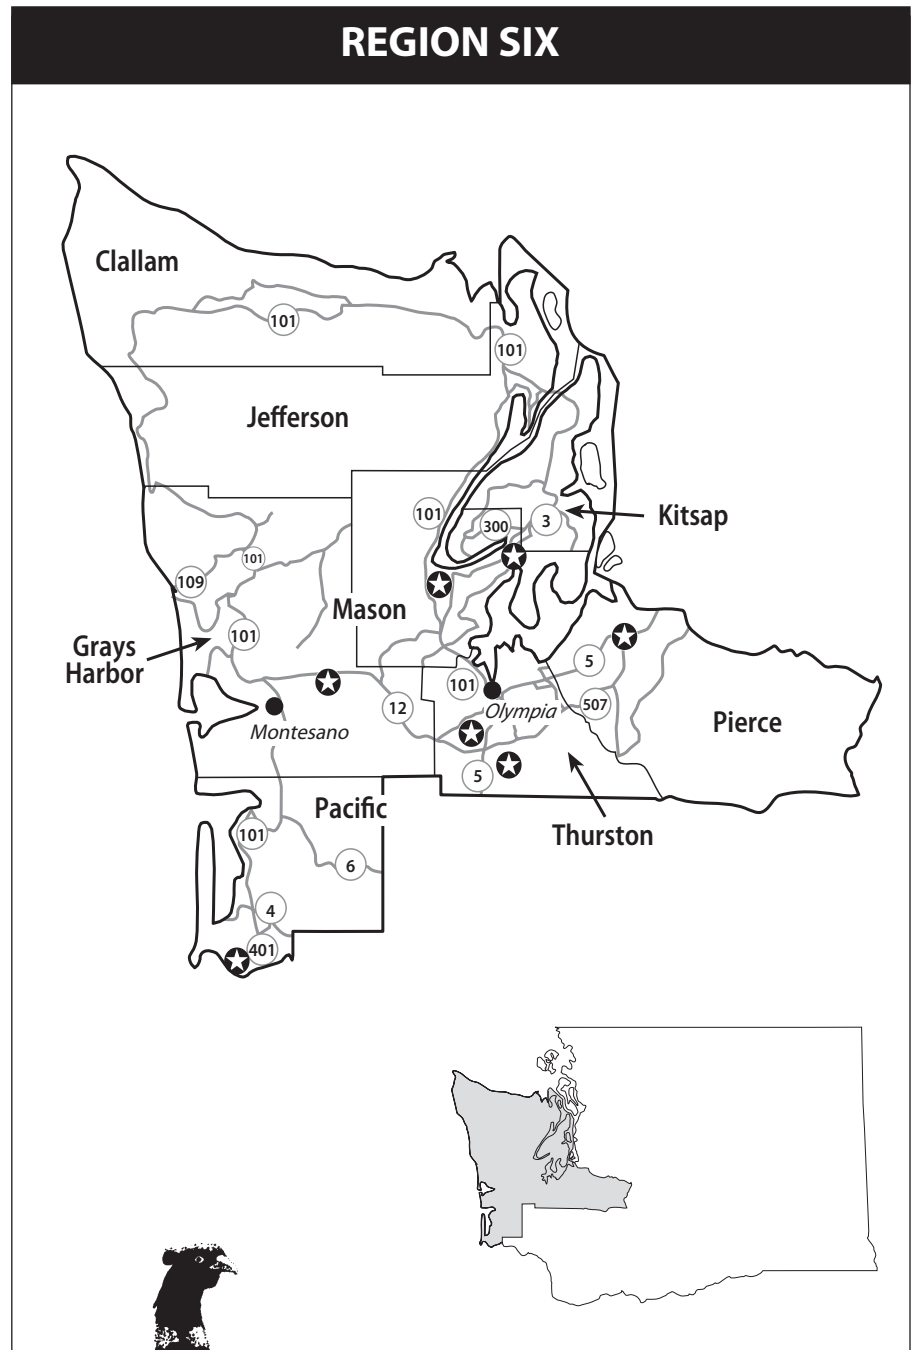 REGION SIX
Clallam
101
101
Jefferson
101
300
3
Kitsap
101
109
Mason
101
Grays
Harbor
5
101
12
507
Olympia
Montesano
Pierce
5
Pacific
Thurston
101
6
4
401